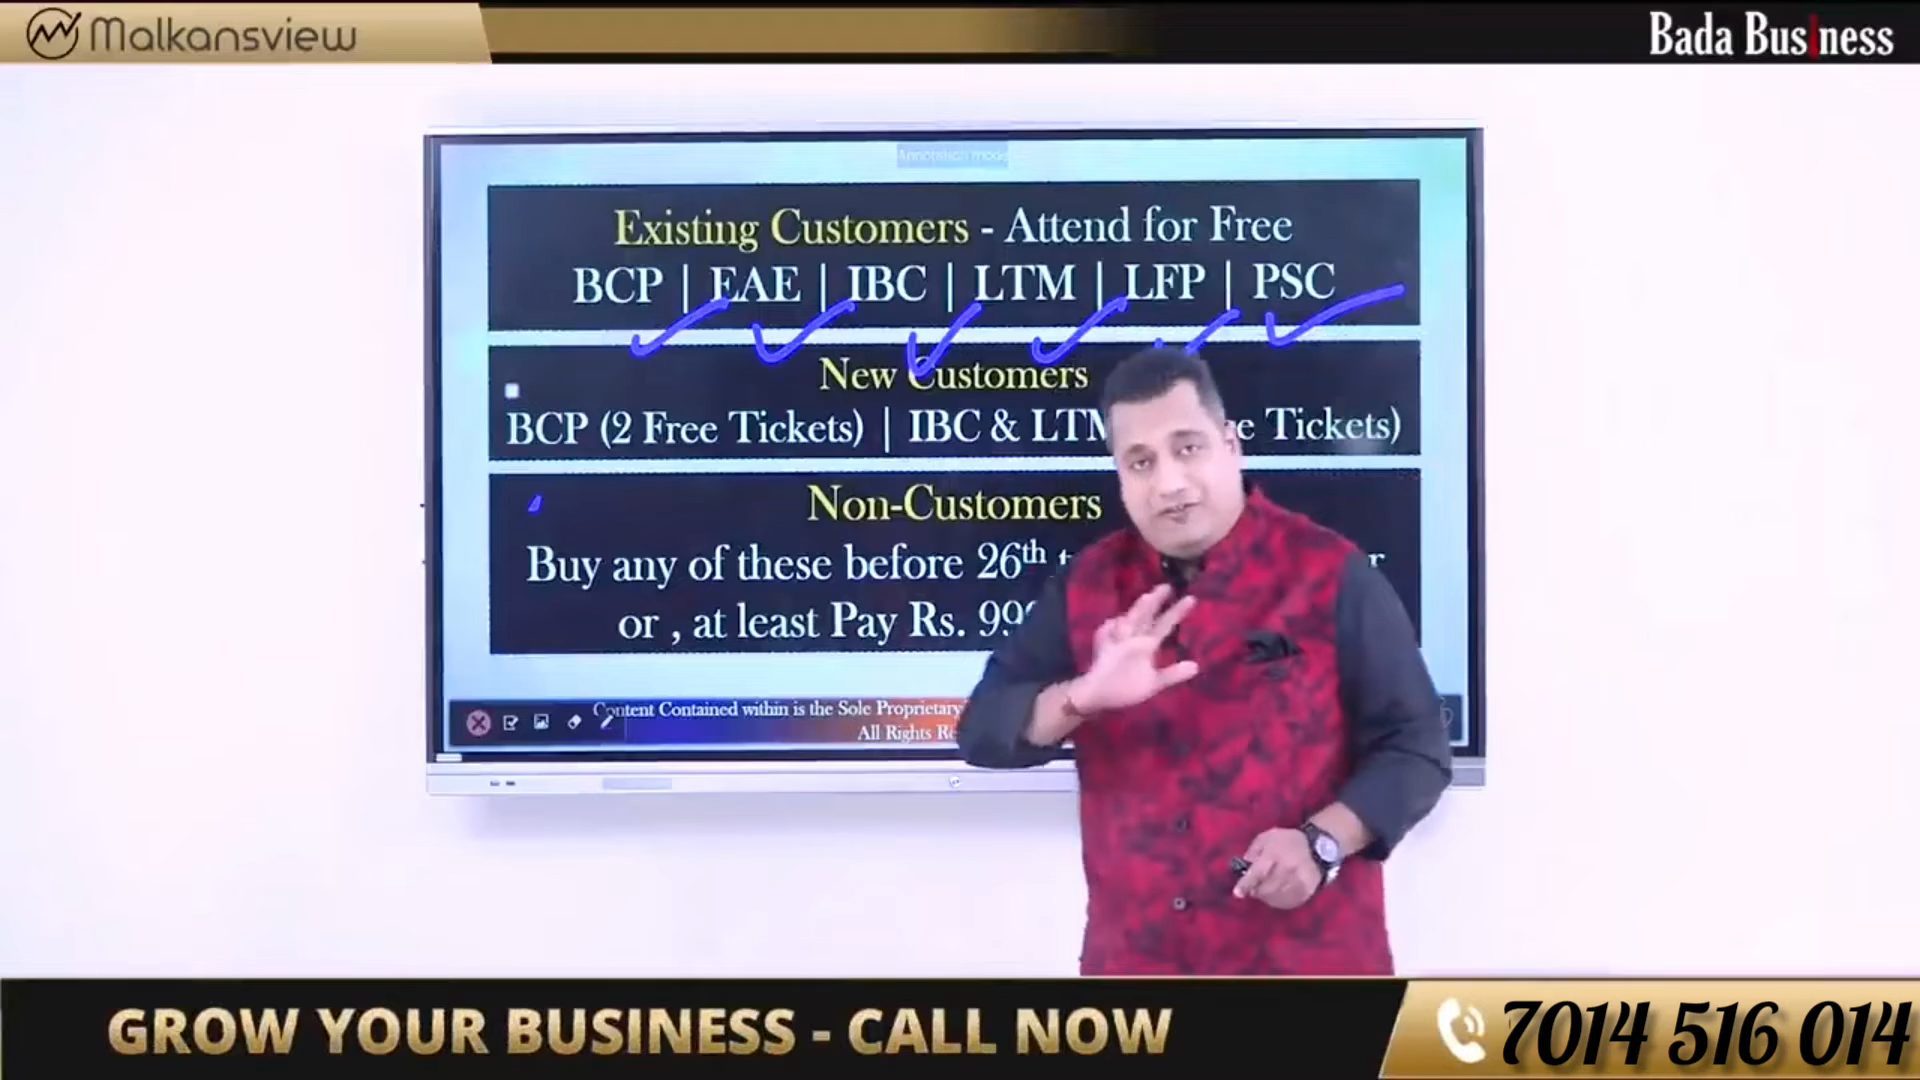 Malkansview
Bada Business
Annotation mode
Existing Customers - Attend for Free
BCP | EAE | IBC | LTM | LFP | PSC
New Customers
BCP (2 Free Tickets) | IBC & LTM Tickets)
Non-Customers
Buy any of these before 26th
or , at least Pay Rs.
Content Contained within is the Sole Proprietary
All Rights
GROW YOUR BUSINESS - CALL NOW
7014 516 014